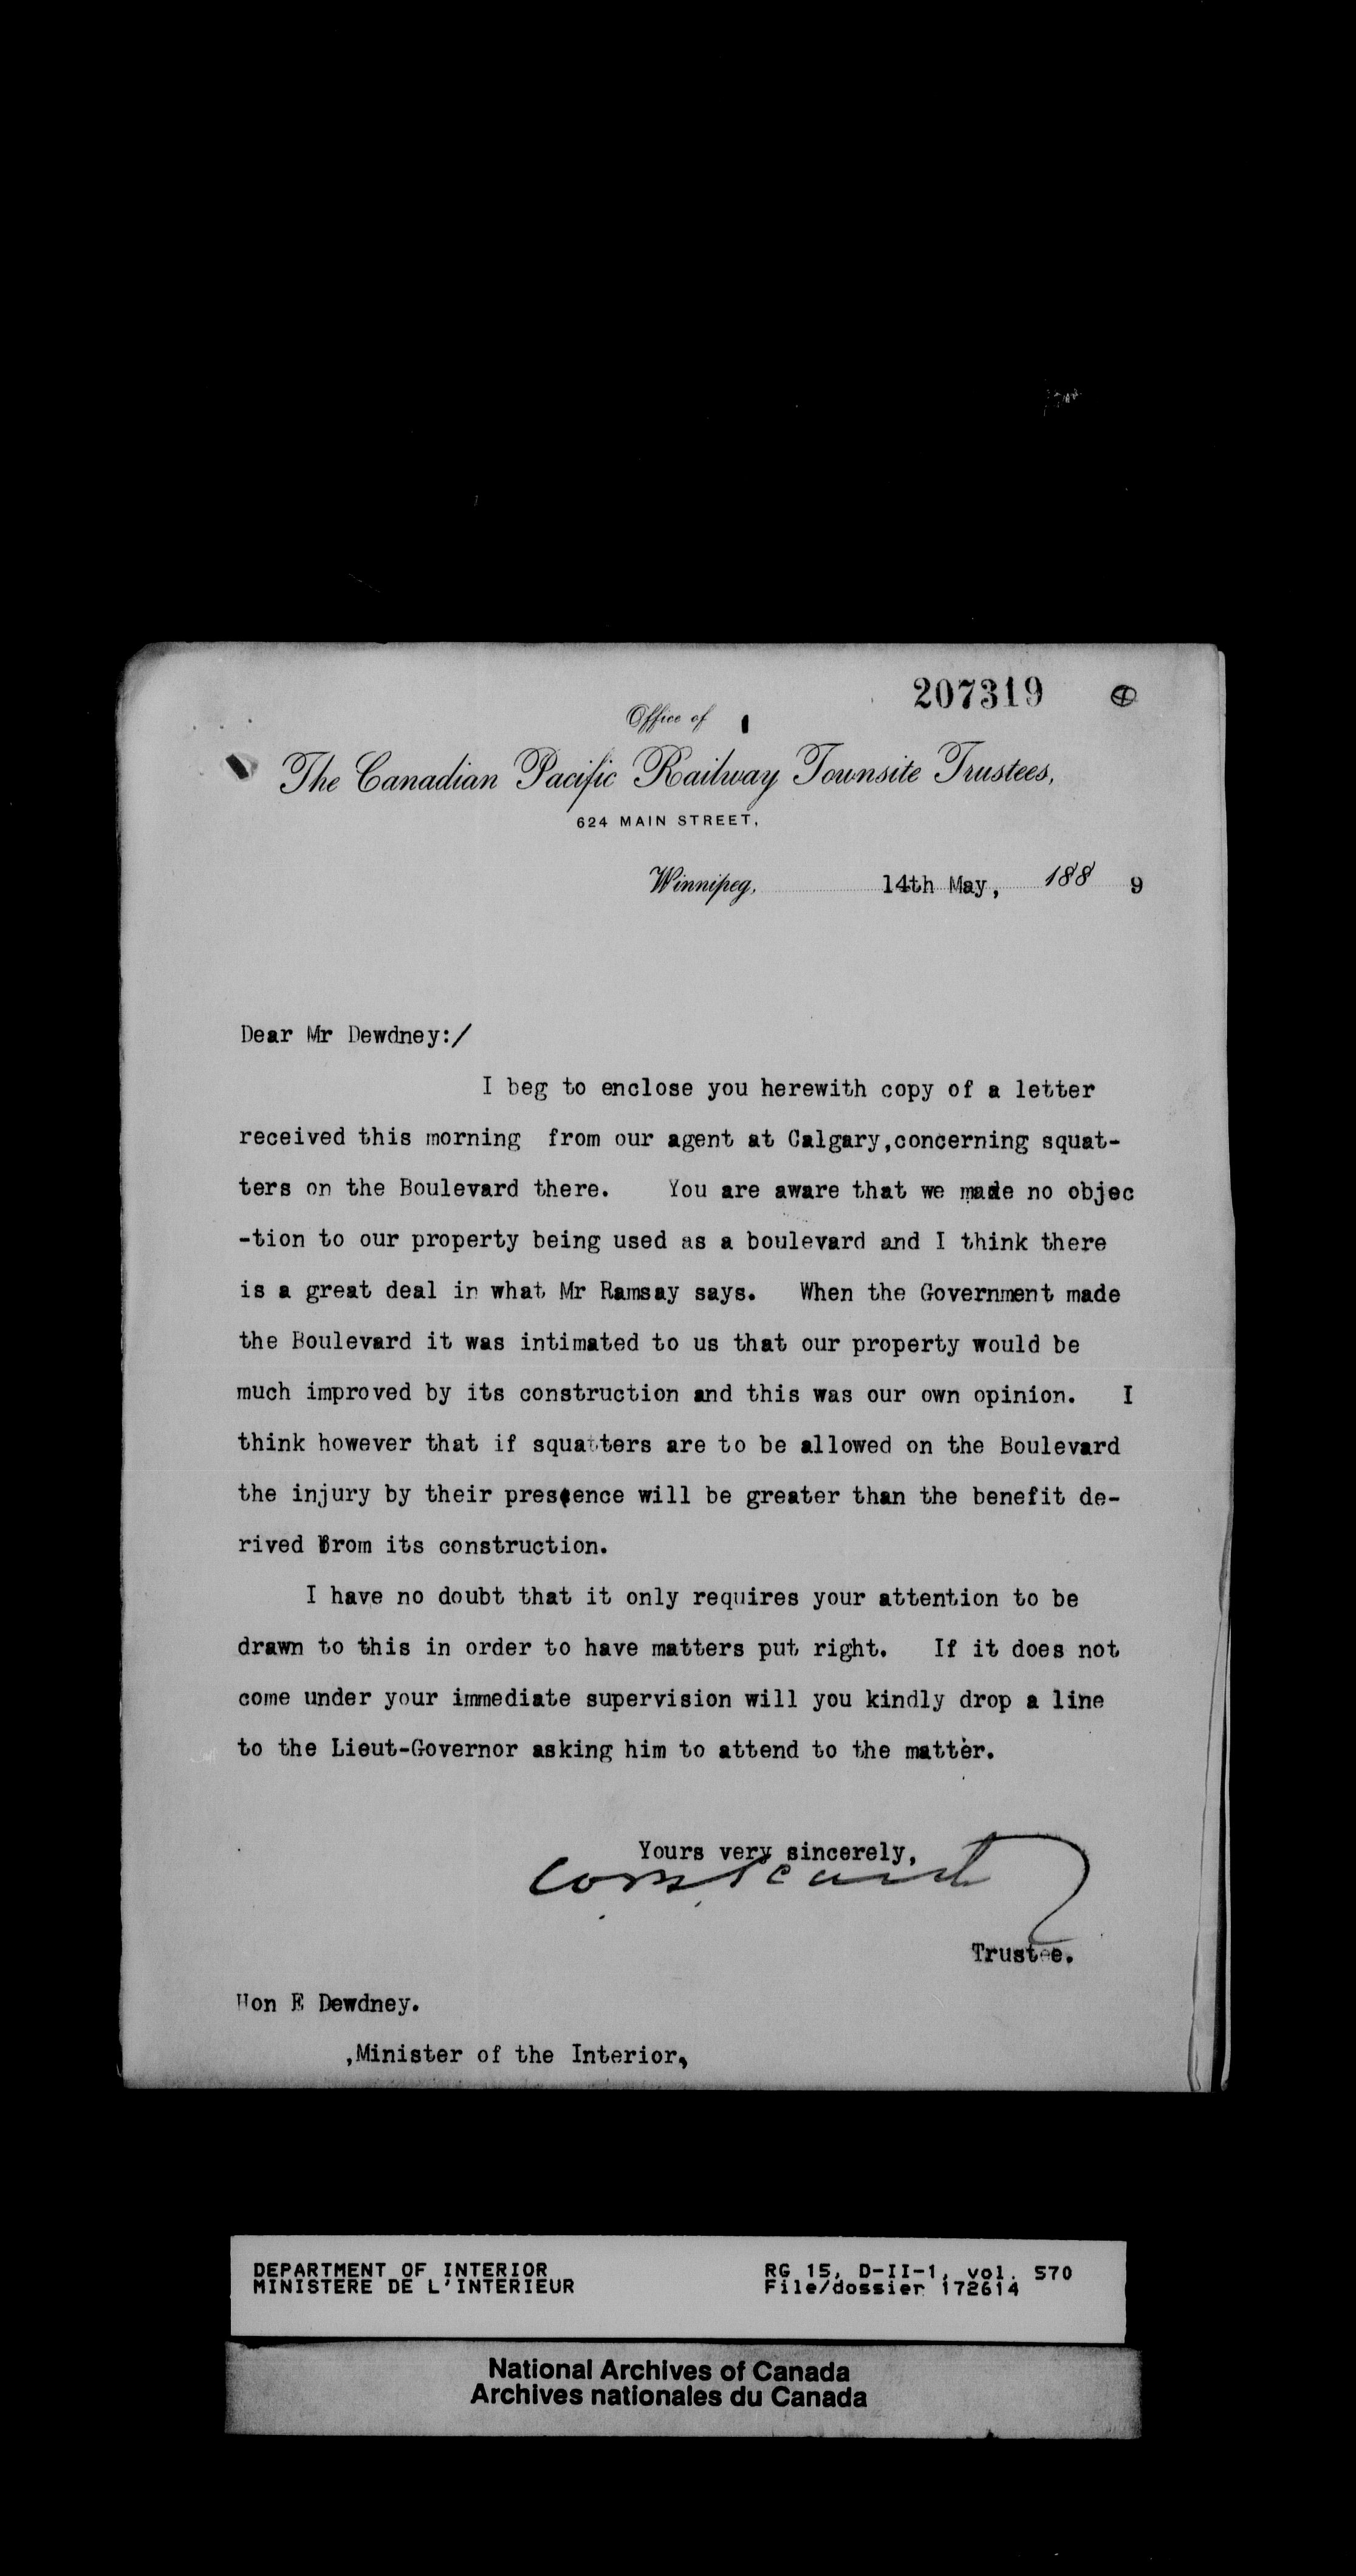 207319
Office of
The Canadian Pacific Railway Townsite Trustees,
624 MAIN STREET,
Winnipeg, 14th May, 188 9
Dear Mr Dewdney:/
I beg to enclose you herewith copy of a letter
received this morning from our agent at Calgary,concerning squat-
ters on the Boulevard there. You are aware that we made no objec
-tion to our property being used as a boulevard and I think there
is a great deal in what Mr Ramsay says. When the Government made
the Boulevard it was intimated to us that our property would be
much improved by its construction and this was our own opinion. I
think however that if squatters are to be allowed on the Boulevard
the injury by their presence will be greater than the benefit de-
rived from its construction.
I have no doubt that it only requires your attention to be
drawn to this in order to have matters put right. If it does not
come under your immediate supervision will you kindly drop a line
to the Lieut-Governor asking him to attend to the matter.
Yours very sincerely,
Trustee.
Hon E Dewdney.
,Minister of the Interior,
DEPARTMENT OF INTERIOR RG 15, D-II-1, vol. 570
MINISTERE DE L'INTERIEUR File/dossier 172614
National Archives of Canada
Archives nationales du Canada